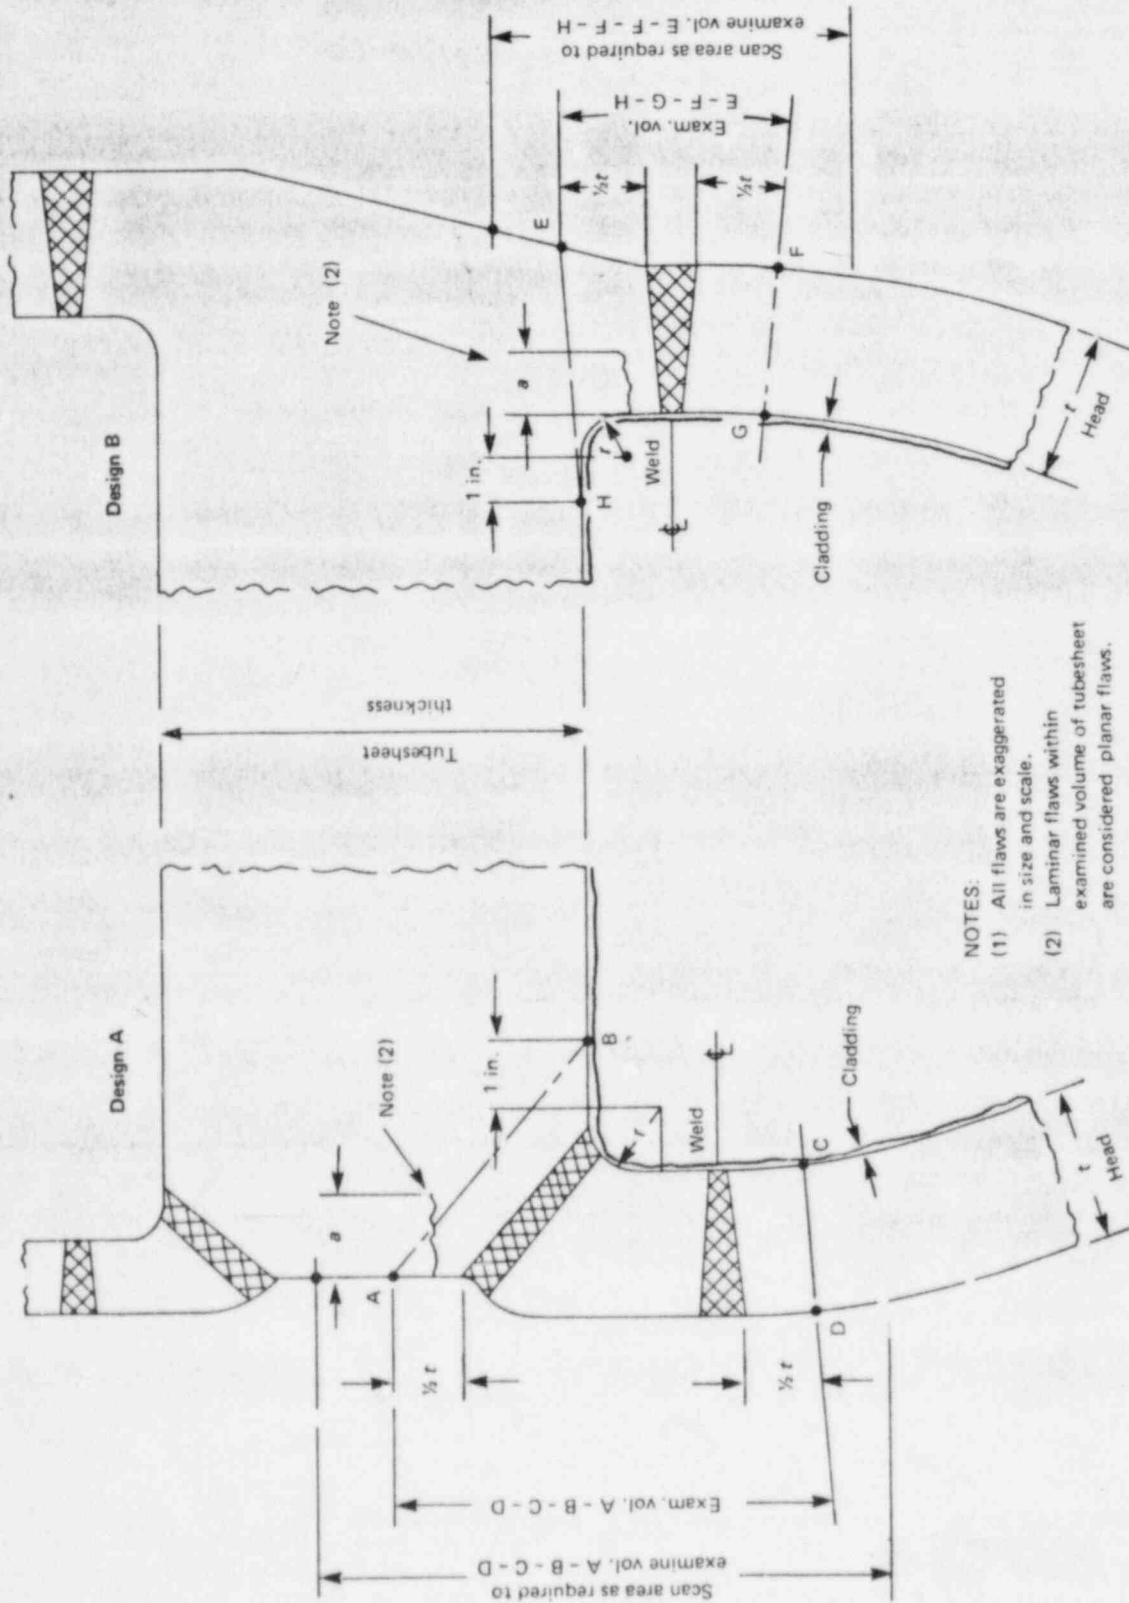 Design A
Note (2)
a
1 in.
A
B
r
Weld
℄
Cladding
C
D
½ t
½ t
t
Head
Exam. vol. A – B – C – D
Scan area as required to
examine vol. A – B – C – D
Tubesheet
thickness
Design B
Note (2)
a
1 in.
E
H
r
Weld
℄
G
F
Cladding
½t
½t
t
Head
Exam. vol.
E – F – G – H
Scan area as required to
examine vol. E – F – F – H
NOTES:
(1) All flaws are exaggerated
in size and scale.
(2) Laminar flaws within
examined volume of tubesheet
are considered planar flaws.